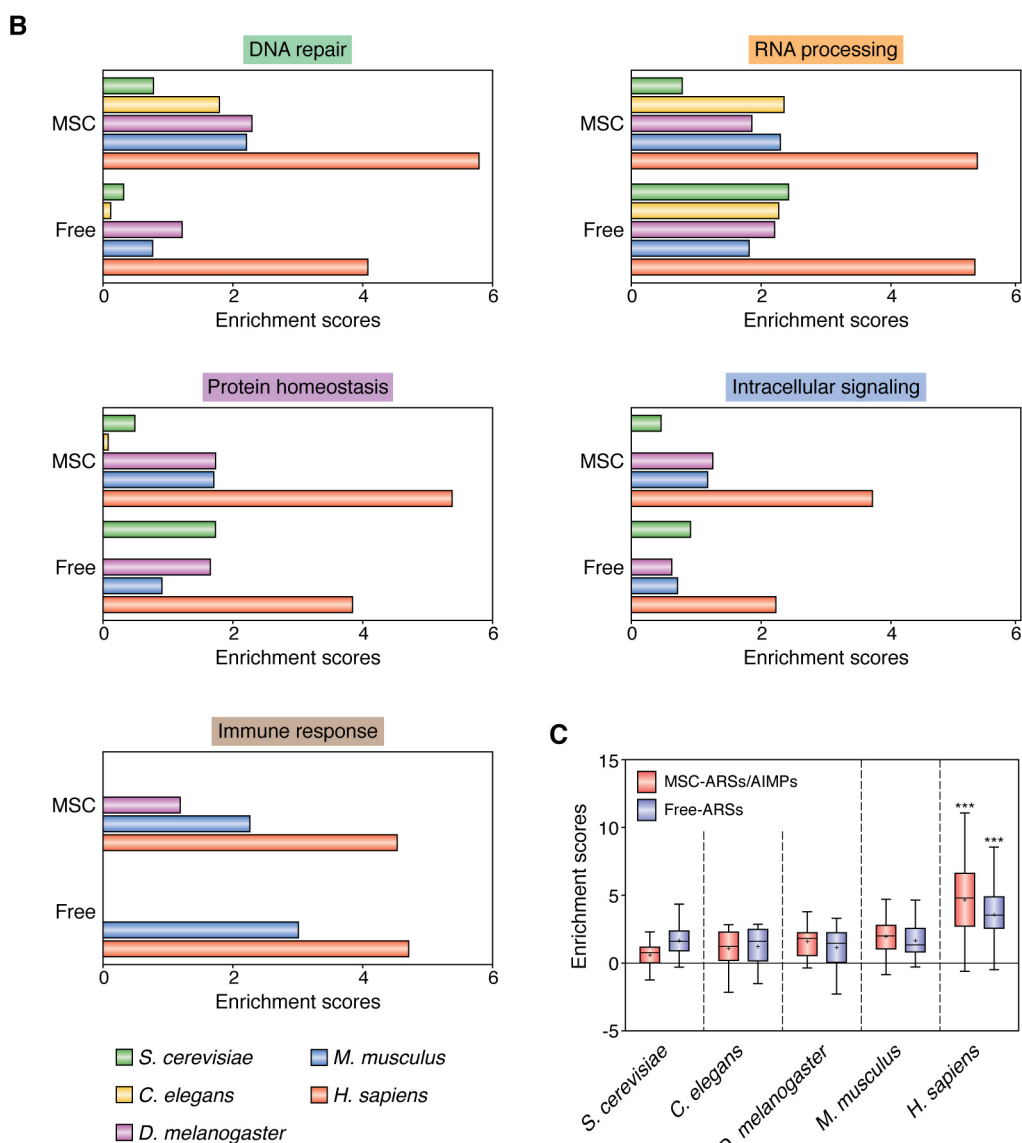 B
DNA repair
MSC
Free
0 2 4 6
Enrichment scores
RNA processing
MSC
Free
0 2 4 6
Enrichment scores
Protein homeostasis
MSC
Free
0 2 4 6
Enrichment scores
Intracellular signaling
MSC
Free
0 2 4 6
Enrichment scores
Immune response
MSC
Free
0 2 4 6
Enrichment scores
S. cerevisiae
C. elegans
D. melanogaster
M. musculus
H. sapiens
C
Enrichment scores
15
10
5
0
-5
MSC-ARSs/AIMPs
Free-ARSs
***
***
S. cerevisiae
C. elegans
D. melanogaster
M. musculus
H. sapiens